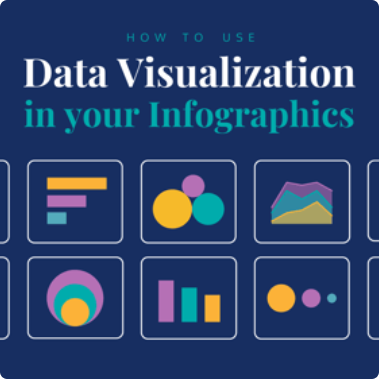 HOW TO USE
Data Visualization
in your Infographics